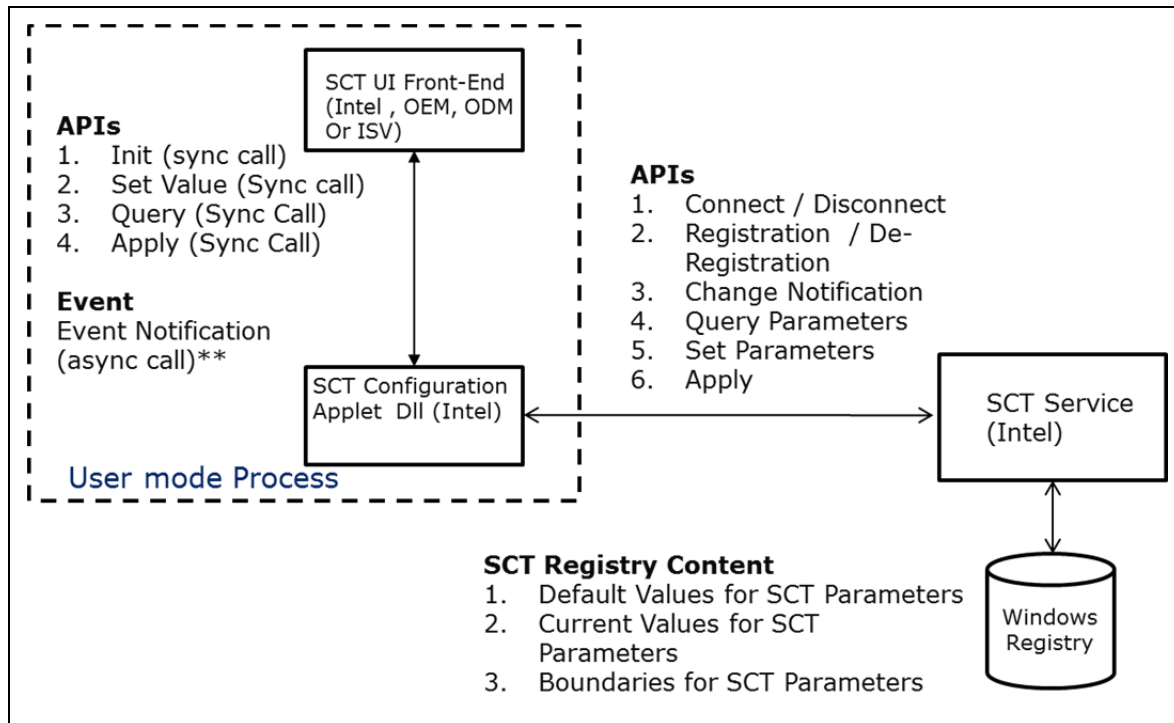 SCT UI Front-End
(Intel , OEM, ODM
Or ISV)
APIs
1. Init (sync call)
2. Set Value (Sync call)
3. Query (Sync Call)
4. Apply (Sync Call)
Event
Event Notification
(async call)**
SCT Configuration
Applet Dll (Intel)
User mode Process
APIs
1. Connect / Disconnect
2. Registration / De-
Registration
3. Change Notification
4. Query Parameters
5. Set Parameters
6. Apply
SCT Service
(Intel)
SCT Registry Content
1. Default Values for SCT Parameters
2. Current Values for SCT
Parameters
3. Boundaries for SCT Parameters
Windows
Registry